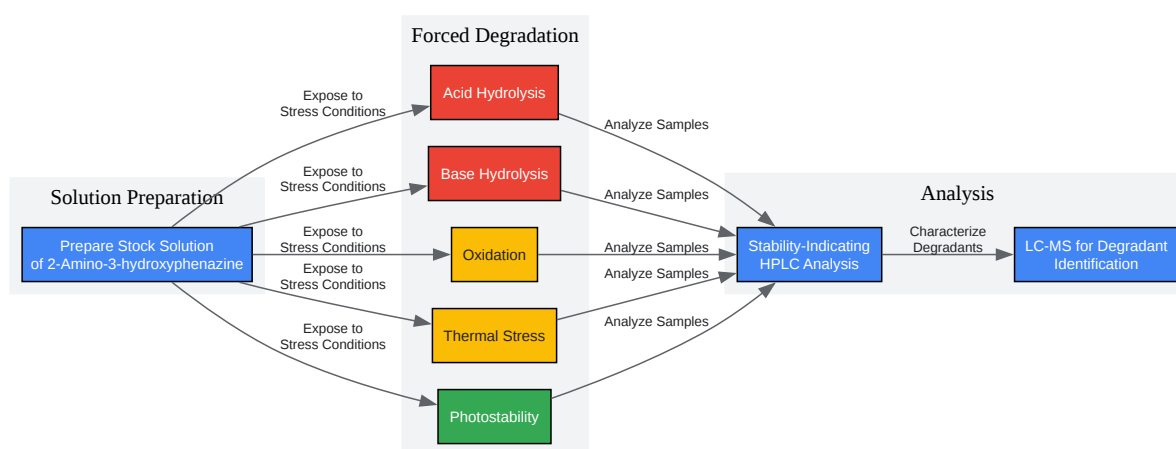 Forced Degradation
Acid Hydrolysis
Expose to
Stress Conditions
Analyze Samples
Base Hydrolysis
Expose to
Stress Conditions
Analyze Samples
Solution Preparation
Analysis
Prepare Stock Solution
of 2-Amino-3-hydroxyphenazine
Expose to
Stress Conditions
Oxidation
Analyze Samples
Stability-Indicating
HPLC Analysis
Characterize
Degradants
LC-MS for Degradant
Identification
Expose to
Stress Conditions
Analyze Samples
Thermal Stress
Expose to
Stress Conditions
Analyze Samples
Photostability